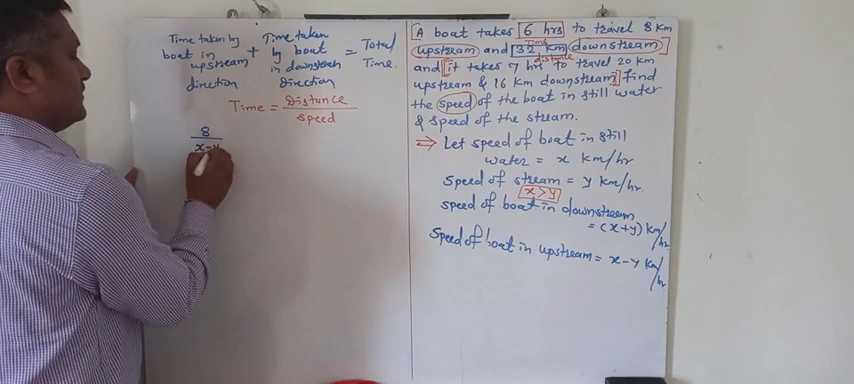 Time taken by
boat in
upstream
direction
+
Time taken
by boat
in downstream
Direction
= Total
Time.
Time = Distance
speed
8
x-y
A boat takes 6 hrs to travel 8 km
upstream and 32 km downstream
Time
distance
and it takes 7 hrs to travel 20 km
upstream & 16 km downstream find
the speed of the boat in still water
& speed of the stream.
⇒ Let speed of boat in still
water = x km/hr
Speed of stream = y km/hr.
x>y
speed of boat in downstream
= (x+y) km/hr
Speed of boat in upstream = x-y km/hr